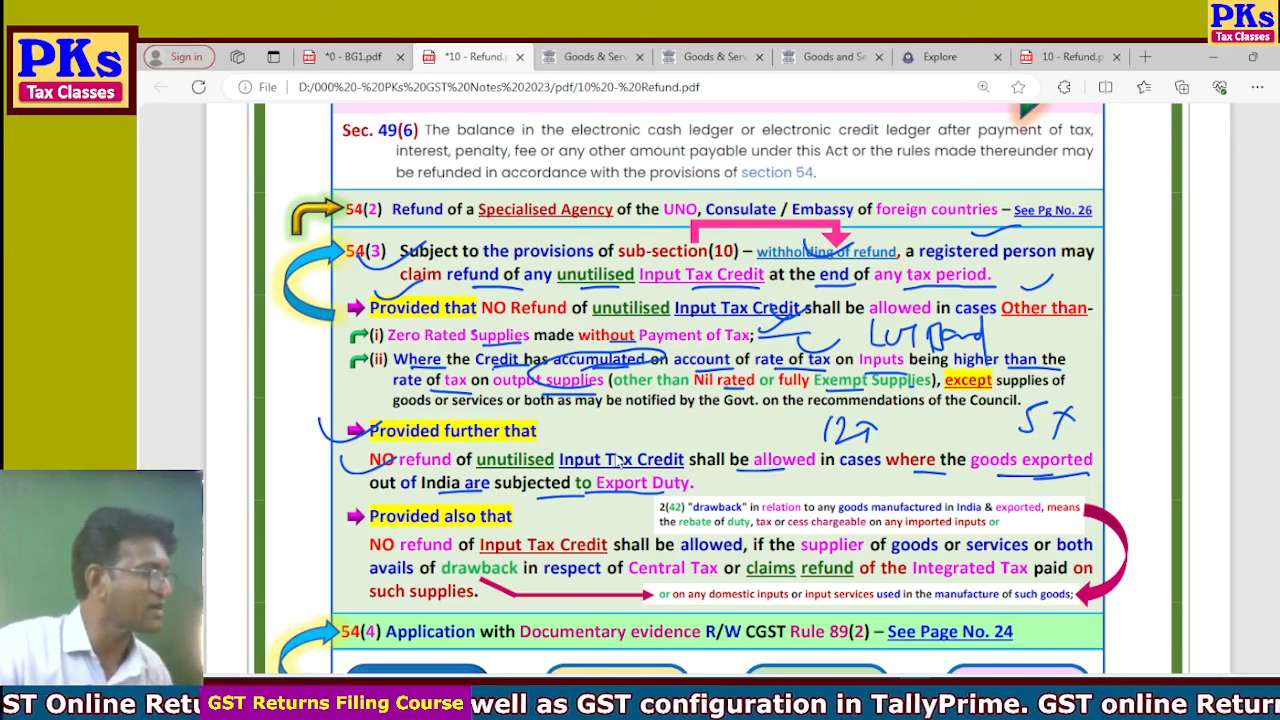 PKs
Tax Classes
PKs
Tax Classes
Sign in
*0 - BG1.pdf
*10 - Refund.p
Goods & Serv
Goods & Serv
Goods and Se
Explore
10 - Refund.p
File
D:/000%20-%20PKs%20GST%20Notes%202023/pdf/10%20-%20Refund.pdf
Sec. 49(6) The balance in the electronic cash ledger or electronic credit ledger after payment of tax,
interest, penalty, fee or any other amount payable under this Act or the rules made thereunder may
be refunded in accordance with the provisions of section 54.
54(2) Refund of a Specialised Agency of the UNO, Consulate / Embassy of foreign countries – See Pg No. 26
54(3) Subject to the provisions of sub-section(10) – withholding of refund, a registered person may
claim refund of any unutilised Input Tax Credit at the end of any tax period.
Provided that NO Refund of unutilised Input Tax Credit shall be allowed in cases Other than-
(i) Zero Rated Supplies made without Payment of Tax;
LUT Bond
(ii) Where the Credit has accumulated on account of rate of tax on Inputs being higher than the
rate of tax on output supplies (other than Nil rated or fully Exempt Supplies), except supplies of
goods or services or both as may be notified by the Govt. on the recommendations of the Council.
Provided further that
NO refund of unutilised Input Tax Credit shall be allowed in cases where the goods exported
out of India are subjected to Export Duty.
Provided also that
2(42) "drawback" in relation to any goods manufactured in India & exported, means
the rebate of duty, tax or cess chargeable on any imported inputs or
NO refund of Input Tax Credit shall be allowed, if the supplier of goods or services or both
avails of drawback in respect of Central Tax or claims refund of the Integrated Tax paid on
such supplies.
or on any domestic inputs or input services used in the manufacture of such goods;
54(4) Application with Documentary evidence R/W CGST Rule 89(2) – See Page No. 24
ST Online Retu
GST Returns Filing Course
well as GST configuration in TallyPrime. GST online Return